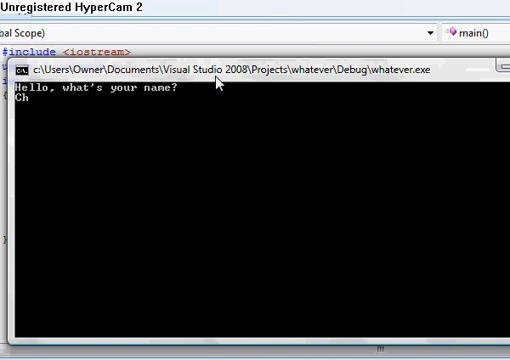 Unregistered HyperCam 2
bal Scope)
main()
#include <iostream>
c:\Users\Owner\Documents\Visual Studio 2008\Projects\whatever\Debug\whatever.exe
Hello, what's your name?
Ch
{
}